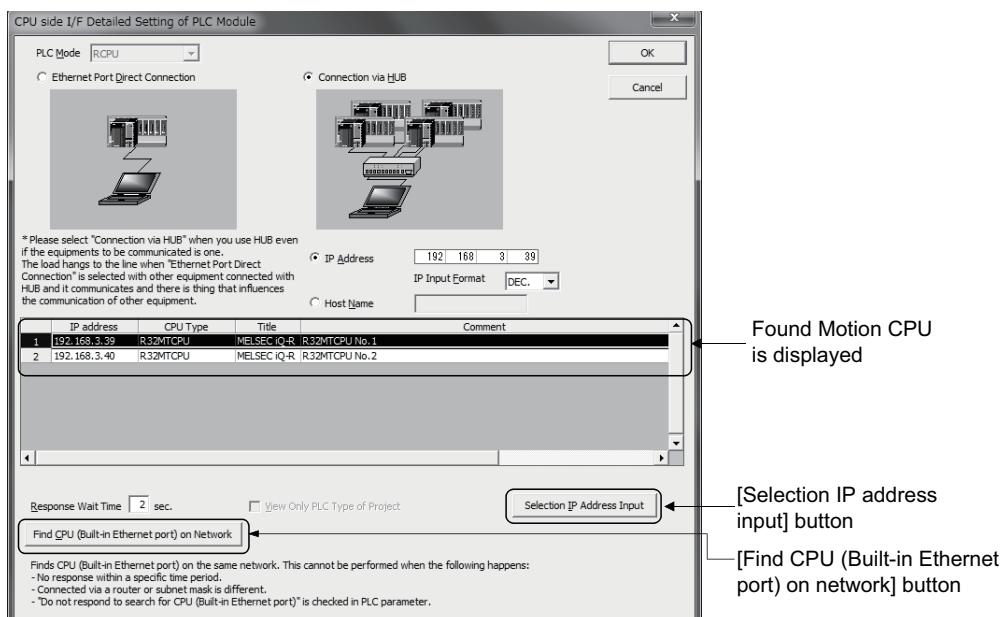 CPU side I/F Detailed Setting of PLC Module
x
PLC Mode
RCPU
OK
Ethernet Port Direct Connection
Connection via HUB
Cancel
* Please select "Connection via HUB" when you use HUB even
if the equipments to be communicated is one.
The load hangs to the line when "Ethernet Port Direct
Connection" is selected with other equipment connected with
HUB and it communicates and there is thing that influences
the communication of other equipment.
IP Address
192 168 3 39
IP Input Format
DEC.
Host Name
IP address CPU Type Title Comment
1 192.168.3.39 R32MTCPU MELSEC iQ-R R32MTCPU No.1
2 192.168.3.40 R32MTCPU MELSEC iQ-R R32MTCPU No.2
Found Motion CPU
is displayed
Response Wait Time 2 sec.
View Only PLC Type of Project
Selection IP Address Input
[Selection IP address
input] button
Find CPU (Built-in Ethernet port) on Network
[Find CPU (Built-in Ethernet
port) on network] button
Finds CPU (Built-in Ethernet port) on the same network. This cannot be performed when the following happens:
- No response within a specific time period.
- Connected via a router or subnet mask is different.
- "Do not respond to search for CPU (Built-in Ethernet port)" is checked in PLC parameter.